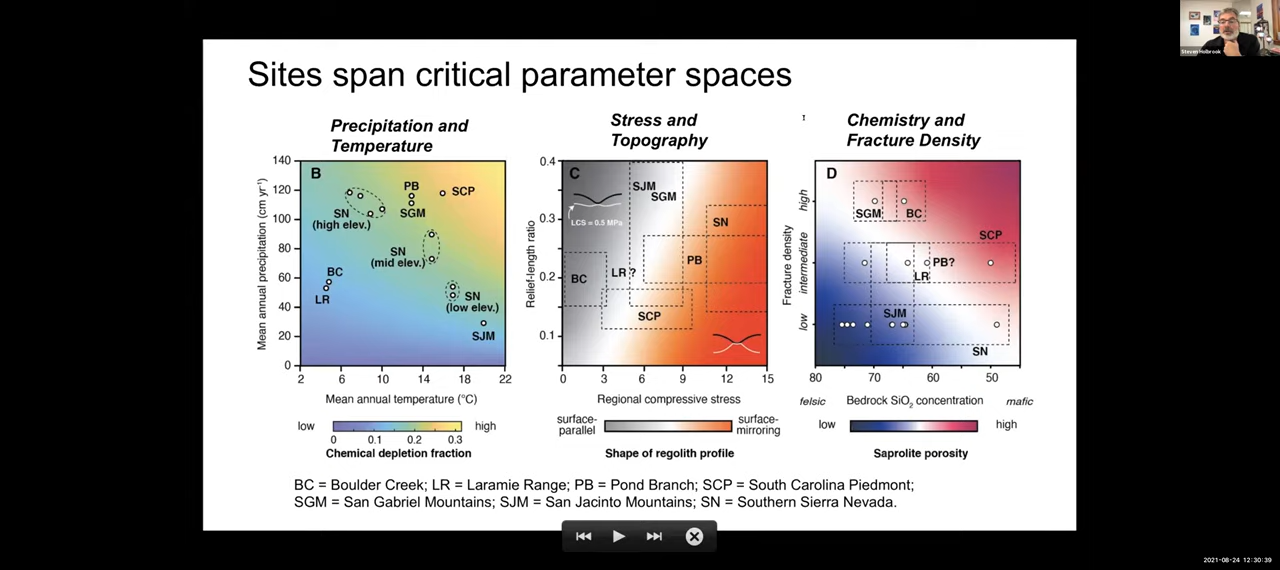 Steven Holbrook
Sites span critical parameter spaces
Precipitation and
Temperature
B
Mean annual precipitation (cm yr⁻¹)
140
120
100
80
60
40
20
0
PB
SCP
SGM
SN
(high elev.)
SN
(mid elev.)
BC
LR
SN
(low elev.)
SJM
2
6
10
14
18
22
Mean annual temperature (°C)
low
high
0
0.1
0.2
0.3
Chemical depletion fraction
Stress and
Topography
C
Relief-length ratio
0.4
0.3
0.2
0.1
SJM
SGM
LCS = 0.5 MPa
SN
PB
BC
LR ?
SCP
0
3
6
9
12
15
Regional compressive stress
surface-
parallel
surface-
mirroring
Shape of regolith profile
Chemistry and
Fracture Density
D
Fracture density
high
intermediate
low
SGM
BC
SCP
PB?
LR
SJM
SN
80
70
60
50
felsic
Bedrock SiO₂ concentration
mafic
low
high
Saprolite porosity
BC = Boulder Creek; LR = Laramie Range; PB = Pond Branch; SCP = South Carolina Piedmont;
SGM = San Gabriel Mountains; SJM = San Jacinto Mountains; SN = Southern Sierra Nevada.
2021-08-24 12:30:39